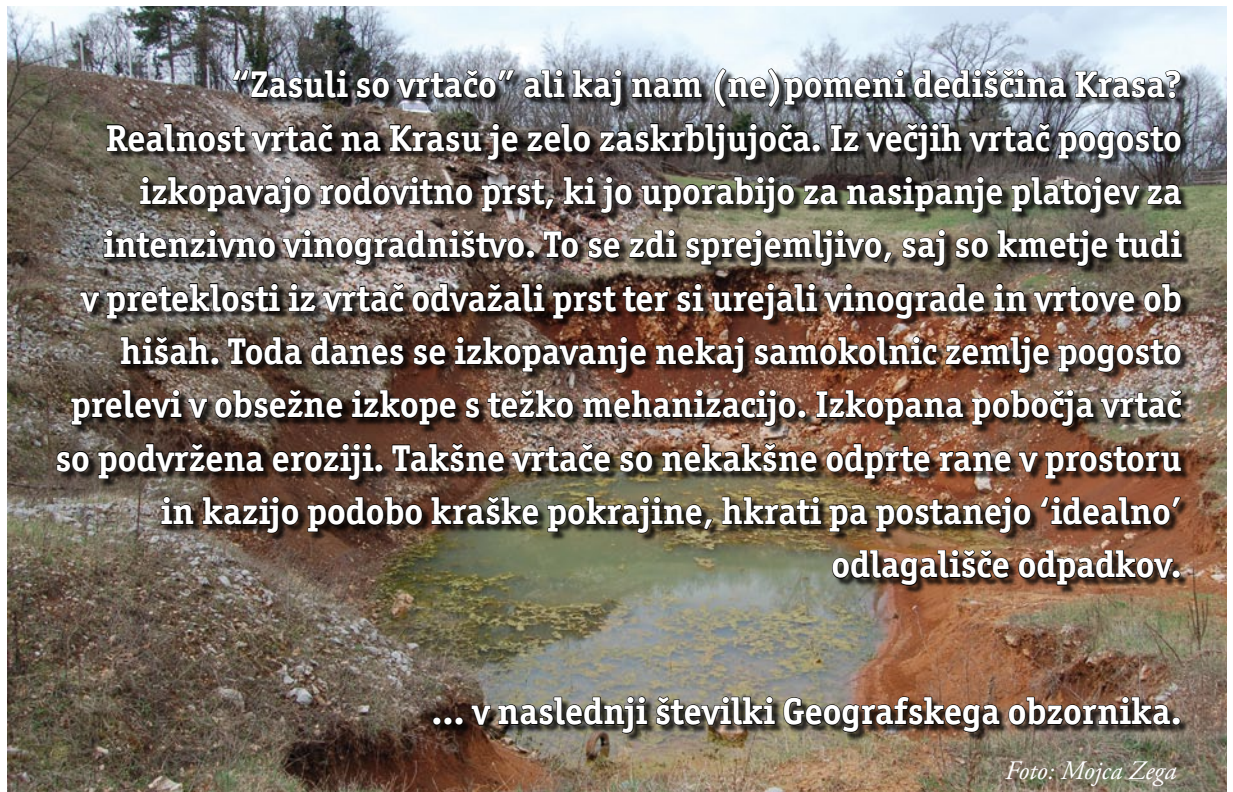 “Zasuli so vrtačo” ali kaj nam (ne)pomeni dediščina Krasa?
Realnost vrtač na Krasu je zelo zaskrbljujoča. Iz večjih vrtač pogosto
izkopavajo rodovitno prst, ki jo uporabijo za nasipanje platojev za
intenzivno vinogradništvo. To se zdi sprejemljivo, saj so kmetje tudi
v preteklosti iz vrtač odvažali prst ter si urejali vinograde in vrtove ob
hišah. Toda danes se izkopavanje nekaj samokolnic zemlje pogosto
prelevi v obsežne izkope s težko mehanizacijo. Izkopana pobočja vrtač
so podvržena eroziji. Takšne vrtače so nekakšne odprte rane v prostoru
in kazijo podobo kraške pokrajine, hkrati pa postanejo ‘idealno’
odlagališče odpadkov.
... v naslednji številki Geografskega obzornika.
Foto: Mojca Zega